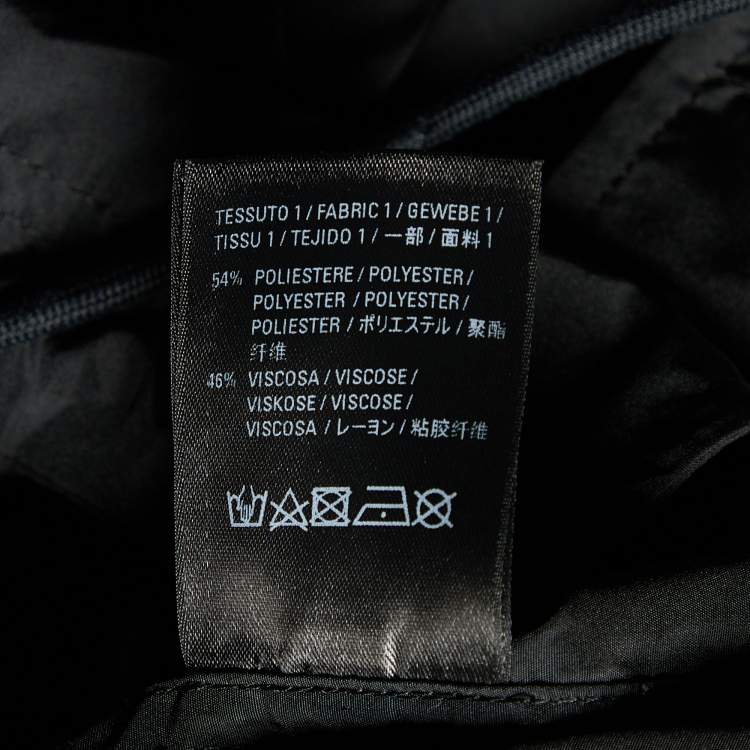 TESSUTO 1 / FABRIC 1 / GEWEBE 1 /
TISSU 1 / TEJIDO 1 / 一部 / 面料 1
54% POLIESTERE / POLYESTER /
POLYESTER / POLYESTER /
POLIESTER / ポリエステル / 聚酯
纤维
46% VISCOSA / VISCOSE /
VISKOSE / VISCOSE /
VISCOSA / レーヨン / 粘胶纤维